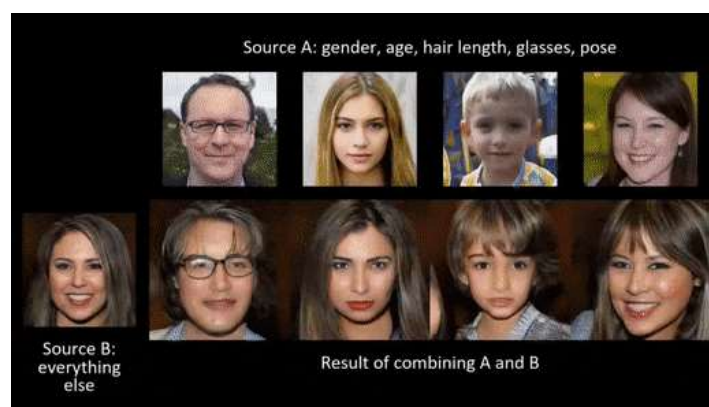 Source A: gender, age, hair length, glasses, pose
Source B:
everything
else
Result of combining A and B